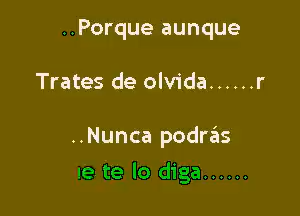 ..Porque aunque
Trates de olvida......r
..Nunca podrás
te lo diga......